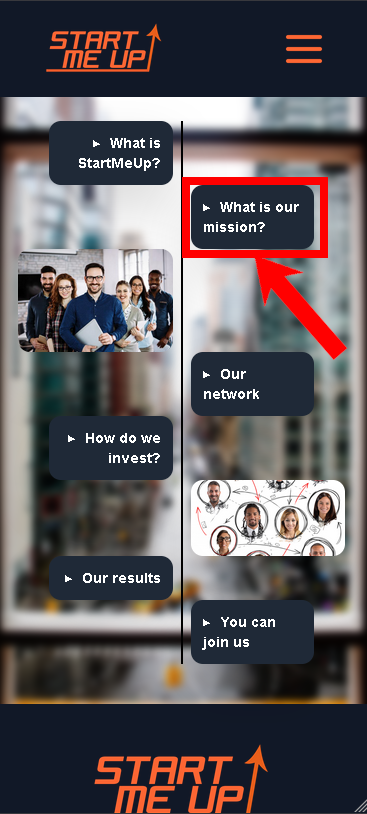 START
ME UP
▸ What is
StartMeUp?
▸ What is our
mission?
▸ Our
network
▸ How do we
invest?
▸ Our results
▸ You can
join us
START
ME UP